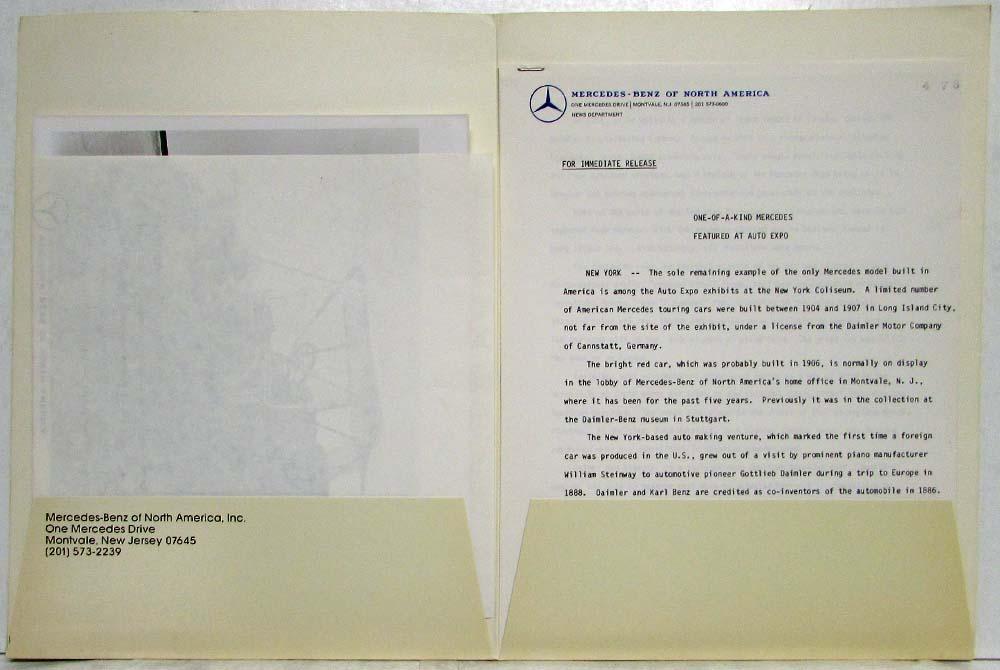 MERCEDES-BENZ OF NORTH AMERICA
ONE MERCEDES DRIVE | MONTVALE, N.J. 07645 | 201 573-0600
NEWS DEPARTMENT
FOR IMMEDIATE RELEASE
ONE-OF-A-KIND MERCEDES
FEATURED AT AUTO EXPO
NEW YORK -- The sole remaining example of the only Mercedes model built in
America is among the Auto Expo exhibits at the New York Coliseum. A limited number
of American Mercedes touring cars were built between 1904 and 1907 in Long Island City,
not far from the site of the exhibit, under a license from the Daimler Motor Company
of Cannstatt, Germany.
The bright red car, which was probably built in 1906, is normally on display
in the lobby of Mercedes-Benz of North America's home office in Montvale, N. J.,
where it has been for the past five years. Previously it was in the collection at
the Daimler-Benz museum in Stuttgart.
The New York-based auto making venture, which marked the first time a foreign
car was produced in the U.S., grew out of a visit by prominent piano manufacturer
William Steinway to automotive pioneer Gottlieb Daimler during a trip to Europe in
1888. Daimler and Karl Benz are credited as co-inventors of the automobile in 1886.
Mercedes-Benz of North America, Inc.
One Mercedes Drive
Montvale, New Jersey 07645
(201) 573-2239